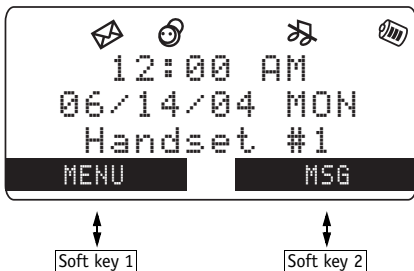 12:00 AM
06/14/04 MON
Handset #1
MENU MSG
Soft key 1 Soft key 2